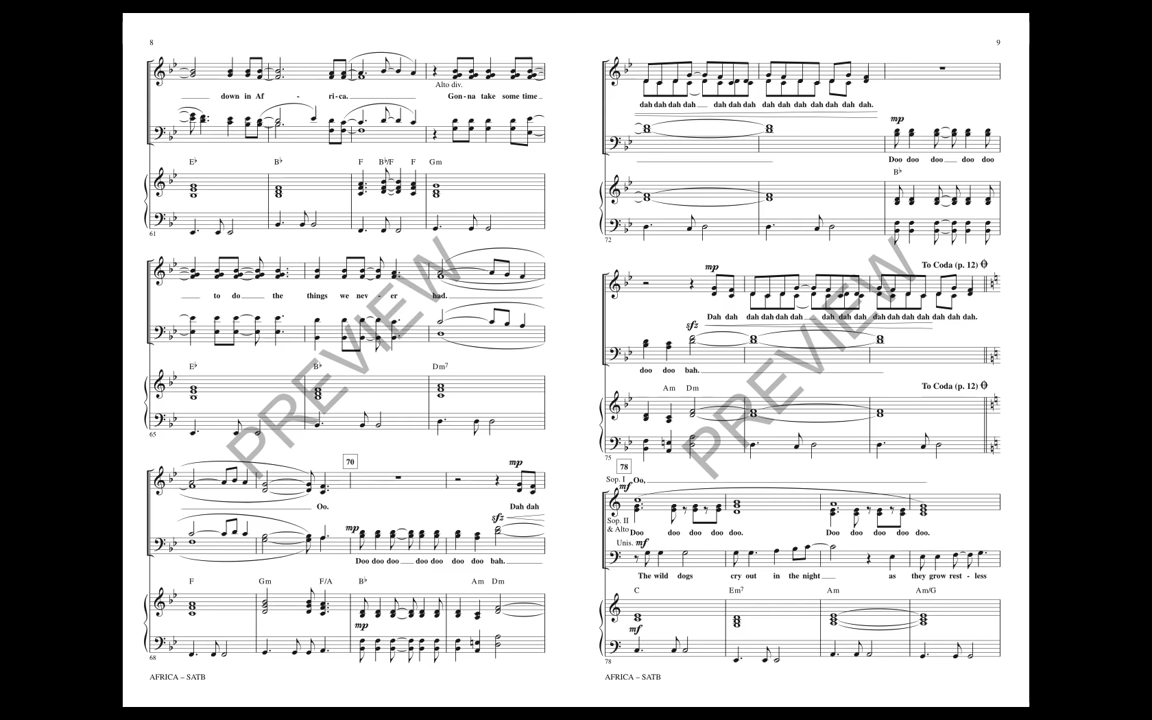 8
Alto div.
down in Af - ri-ca. Gon-na take some time
E♭ B♭ F B♭/F F Gm
61
to do the things we nev - er had.
E♭ B♭ Dm7
65
70
mp
Oo. Dah dah
mp sfz
Doo doo doo doo doo doo bah.
F Gm F/A B♭ Am Dm
mp
68
AFRICA – SATB
PREVIEW
9
dah dah dah dah dah dah dah dah dah dah dah dah dah.
mp
Doo doo doo doo doo
B♭
72
To Coda (p. 12)
mp
Dah dah dah dah dah dah dah dah dah dah dah dah dah dah dah.
sfz
doo doo bah.
To Coda (p. 12)
Am Dm
75
78
Sop. I Oo,
mf
Sop. II
& Alto
Doo doo doo doo doo. Doo doo doo doo doo.
Unis. mf
The wild dogs cry out in the night as they grow rest - less
C Em7 Am Am/G
mf
78
AFRICA – SATB
PREVIEW